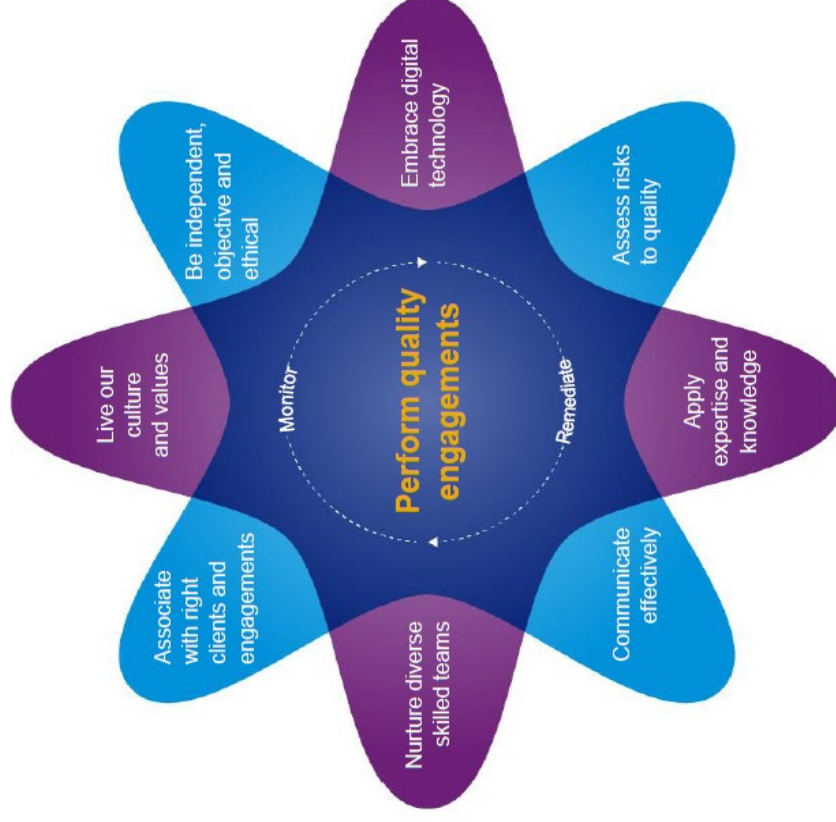 Nurture diverse
skilled teams
Communicate
effectively
Associate
with right
clients and
engagements
Apply
expertise and
knowledge
Remediate
Perform quality
engagements
Monitor
Live our
culture
and values
Assess risks
to quality
Be independent,
objective and
ethical
Embrace digital
technology